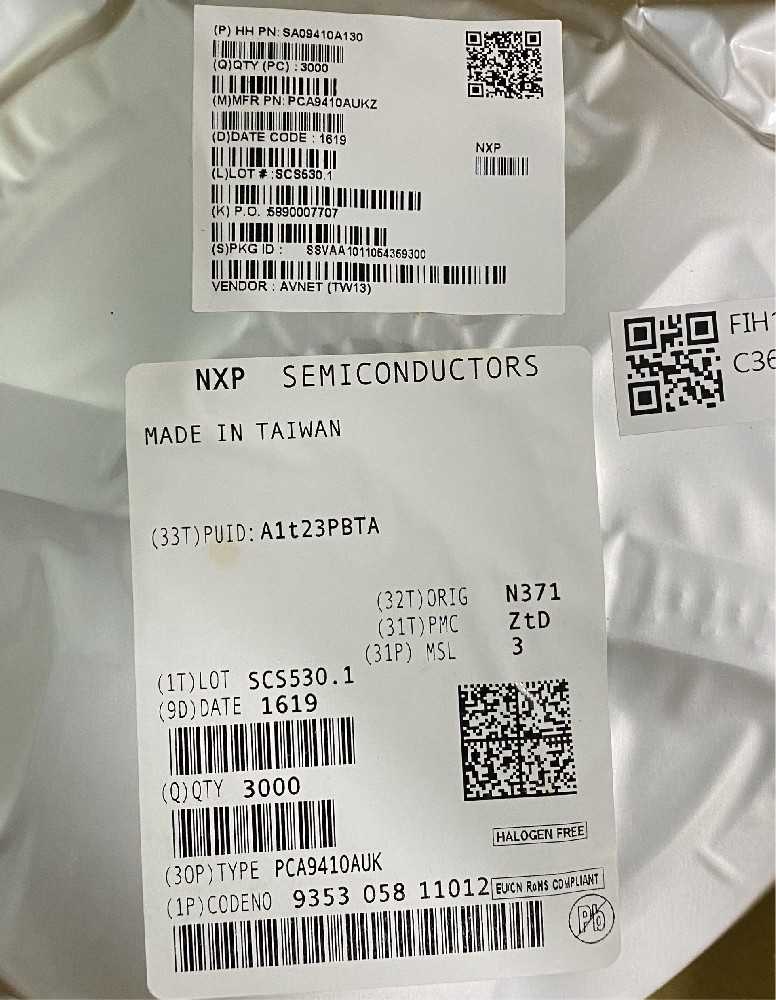 (P) HH PN: SA09410A130
(Q)QTY (PC) : 3000
(M)MFR PN: PCA9410AUKZ
(D)DATE CODE : 1619
(L)LOT # :SCS530.1
(K) P.O. :5890007707
(S)PKG ID : SSVAA1011054359300
VENDOR : AVNET (TW13)
NXP
FIH1
C36
NXP SEMICONDUCTORS
MADE IN TAIWAN
(33T)PUID: A1t23PBTA
(32T)ORIG N371
(31T)PMC ZtD
(31P) MSL 3
(1T)LOT SCS530.1
(9D)DATE 1619
(Q)QTY 3000
HALOGEN FREE
(30P)TYPE PCA9410AUK
(1P)CODENO 9353 058 11012
EU/CN RoHS COMPLIANT
Pb